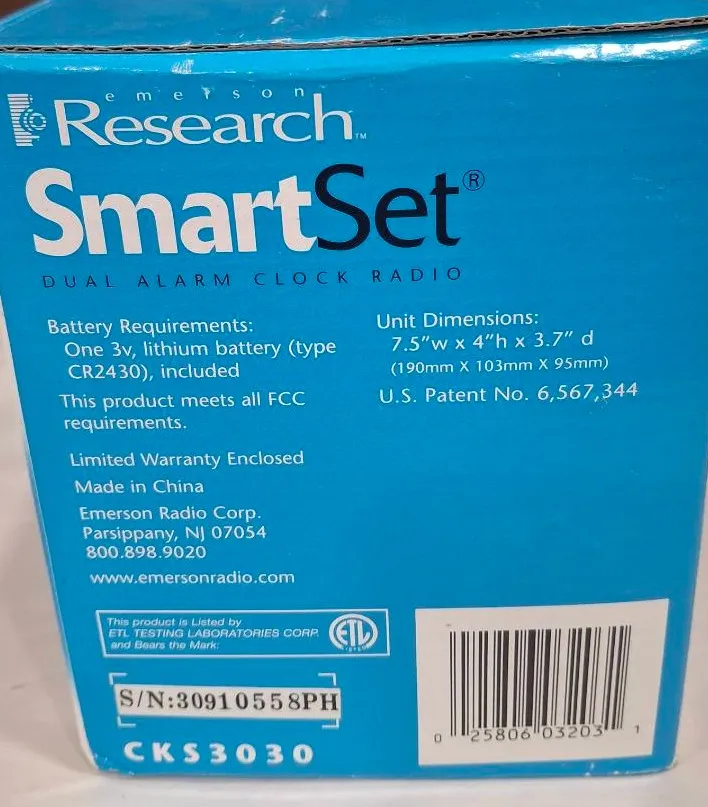 emerson
Research™
SmartSet®
DUAL ALARM CLOCK RADIO
Battery Requirements:
One 3v, lithium battery (type
CR2430), included
This product meets all FCC
requirements.
Limited Warranty Enclosed
Made in China
Emerson Radio Corp.
Parsippany, NJ 07054
800.898.9020
www.emersonradio.com
Unit Dimensions:
7.5”w x 4”h x 3.7” d
(190mm X 103mm X 95mm)
U.S. Patent No. 6,567,344
This product is Listed by
ETL TESTING LABORATORIES CORP.
and Bears the Mark:
ETL
S/N:30910558PH
CKS3030
0 25806 03203 1